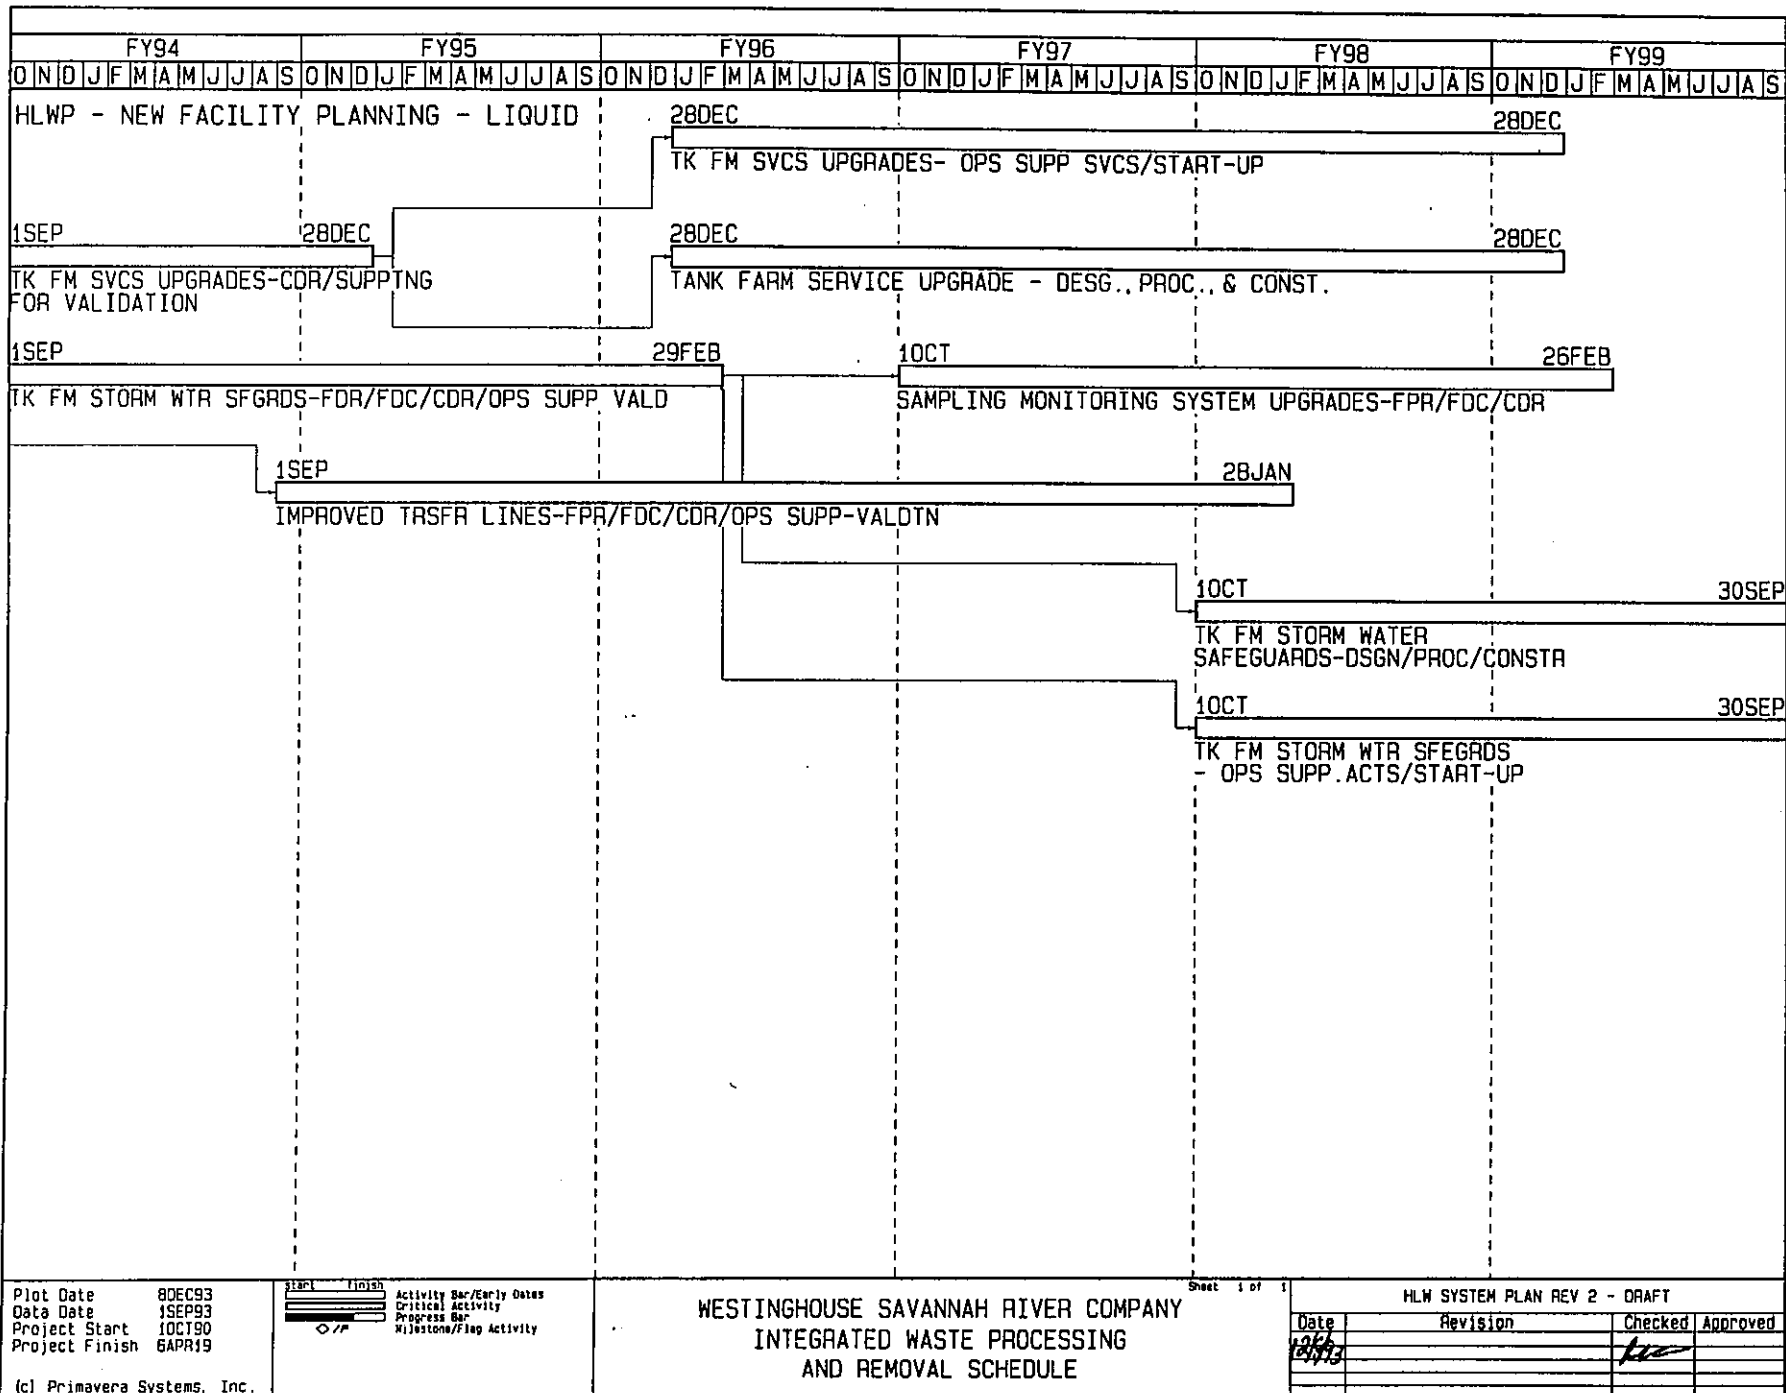 FY94 FY95 FY96 FY97 FY98 FY99
O N D J F M A M J J A S O N D J F M A M J J A S O N D J F M A M J J A S O N D J F M A M J J A S O N D J F M A M J J A S O N D J F M A M J J A S
HLWP - NEW FACILITY PLANNING - LIQUID
28DEC 28DEC
TK FM SVCS UPGRADES- OPS SUPP SVCS/START-UP
1SEP 28DEC
TK FM SVCS UPGRADES-CDR/SUPPTNG
FOR VALIDATION
28DEC 28DEC
TANK FARM SERVICE UPGRADE - DESG., PROC., & CONST.
1SEP 29FEB
TK FM STORM WTR SFGRDS-FDR/FDC/CDR/OPS SUPP VALD
1OCT 26FEB
SAMPLING MONITORING SYSTEM UPGRADES-FPR/FDC/CDR
1SEP 28JAN
IMPROVED TRSFR LINES-FPR/FDC/CDR/OPS SUPP-VALDTN
1OCT 30SEP
TK FM STORM WATER
SAFEGUARDS-DSGN/PROC/CONSTR
1OCT 30SEP
TK FM STORM WTR SFEGRDS
- OPS SUPP.ACTS/START-UP
Plot Date 8DEC93
Data Date 1SEP93
Project Start 1OCT90
Project Finish 6APR19
(c) Primavera Systems, Inc.
Start Finish
Activity Bar/Early Dates
Critical Activity
Progress Bar
Milestone/Flag Activity
WESTINGHOUSE SAVANNAH RIVER COMPANY
INTEGRATED WASTE PROCESSING
AND REMOVAL SCHEDULE
Sheet 1 of 1
HLW SYSTEM PLAN REV 2 - DRAFT
Date Revision Checked Approved